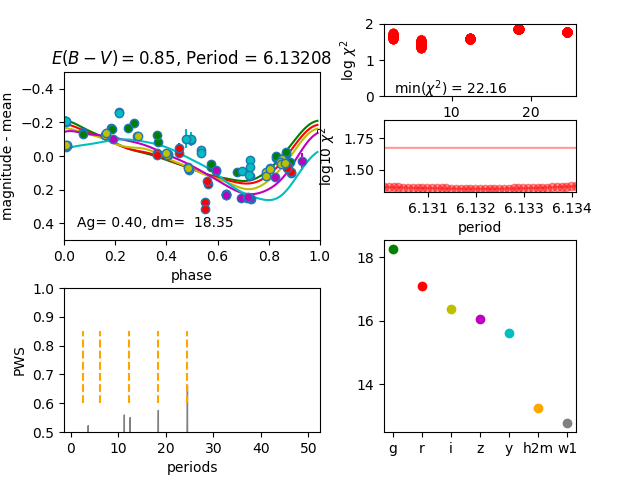 E(B − V) = 0.85, Period = 6.13208
magnitude - mean
−0.4
−0.2
0.0
0.2
0.4
Ag= 0.40, dm=  18.35
0.0 0.2 0.4 0.6 0.8 1.0
phase
log χ²
2
1
0
min(χ²) = 22.16
10 20
log10 χ²
1.75
1.50
6.131 6.132 6.133 6.134
period
PWS
1.0
0.9
0.8
0.7
0.6
0.5
0 10 20 30 40 50
periods
18
16
14
g r i z y h2m w1